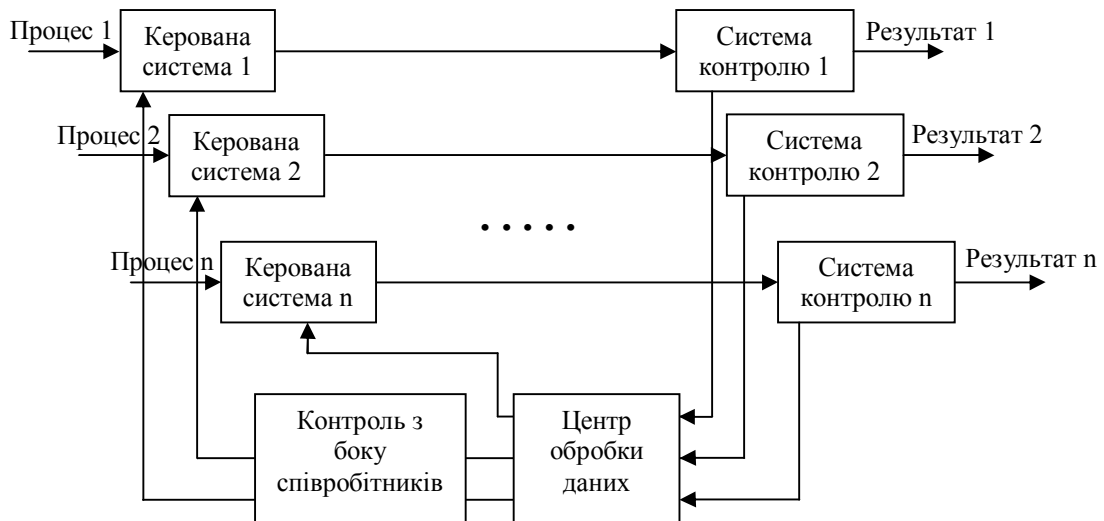 Процес 1
Керована
система 1
Система
контролю 1
Результат 1
Процес 2
Керована
система 2
Система
контролю 2
Результат 2
. . . . .
Процес n
Керована
система n
Система
контролю n
Результат n
Контроль з
боку
співробітників
Центр
обробки
даних